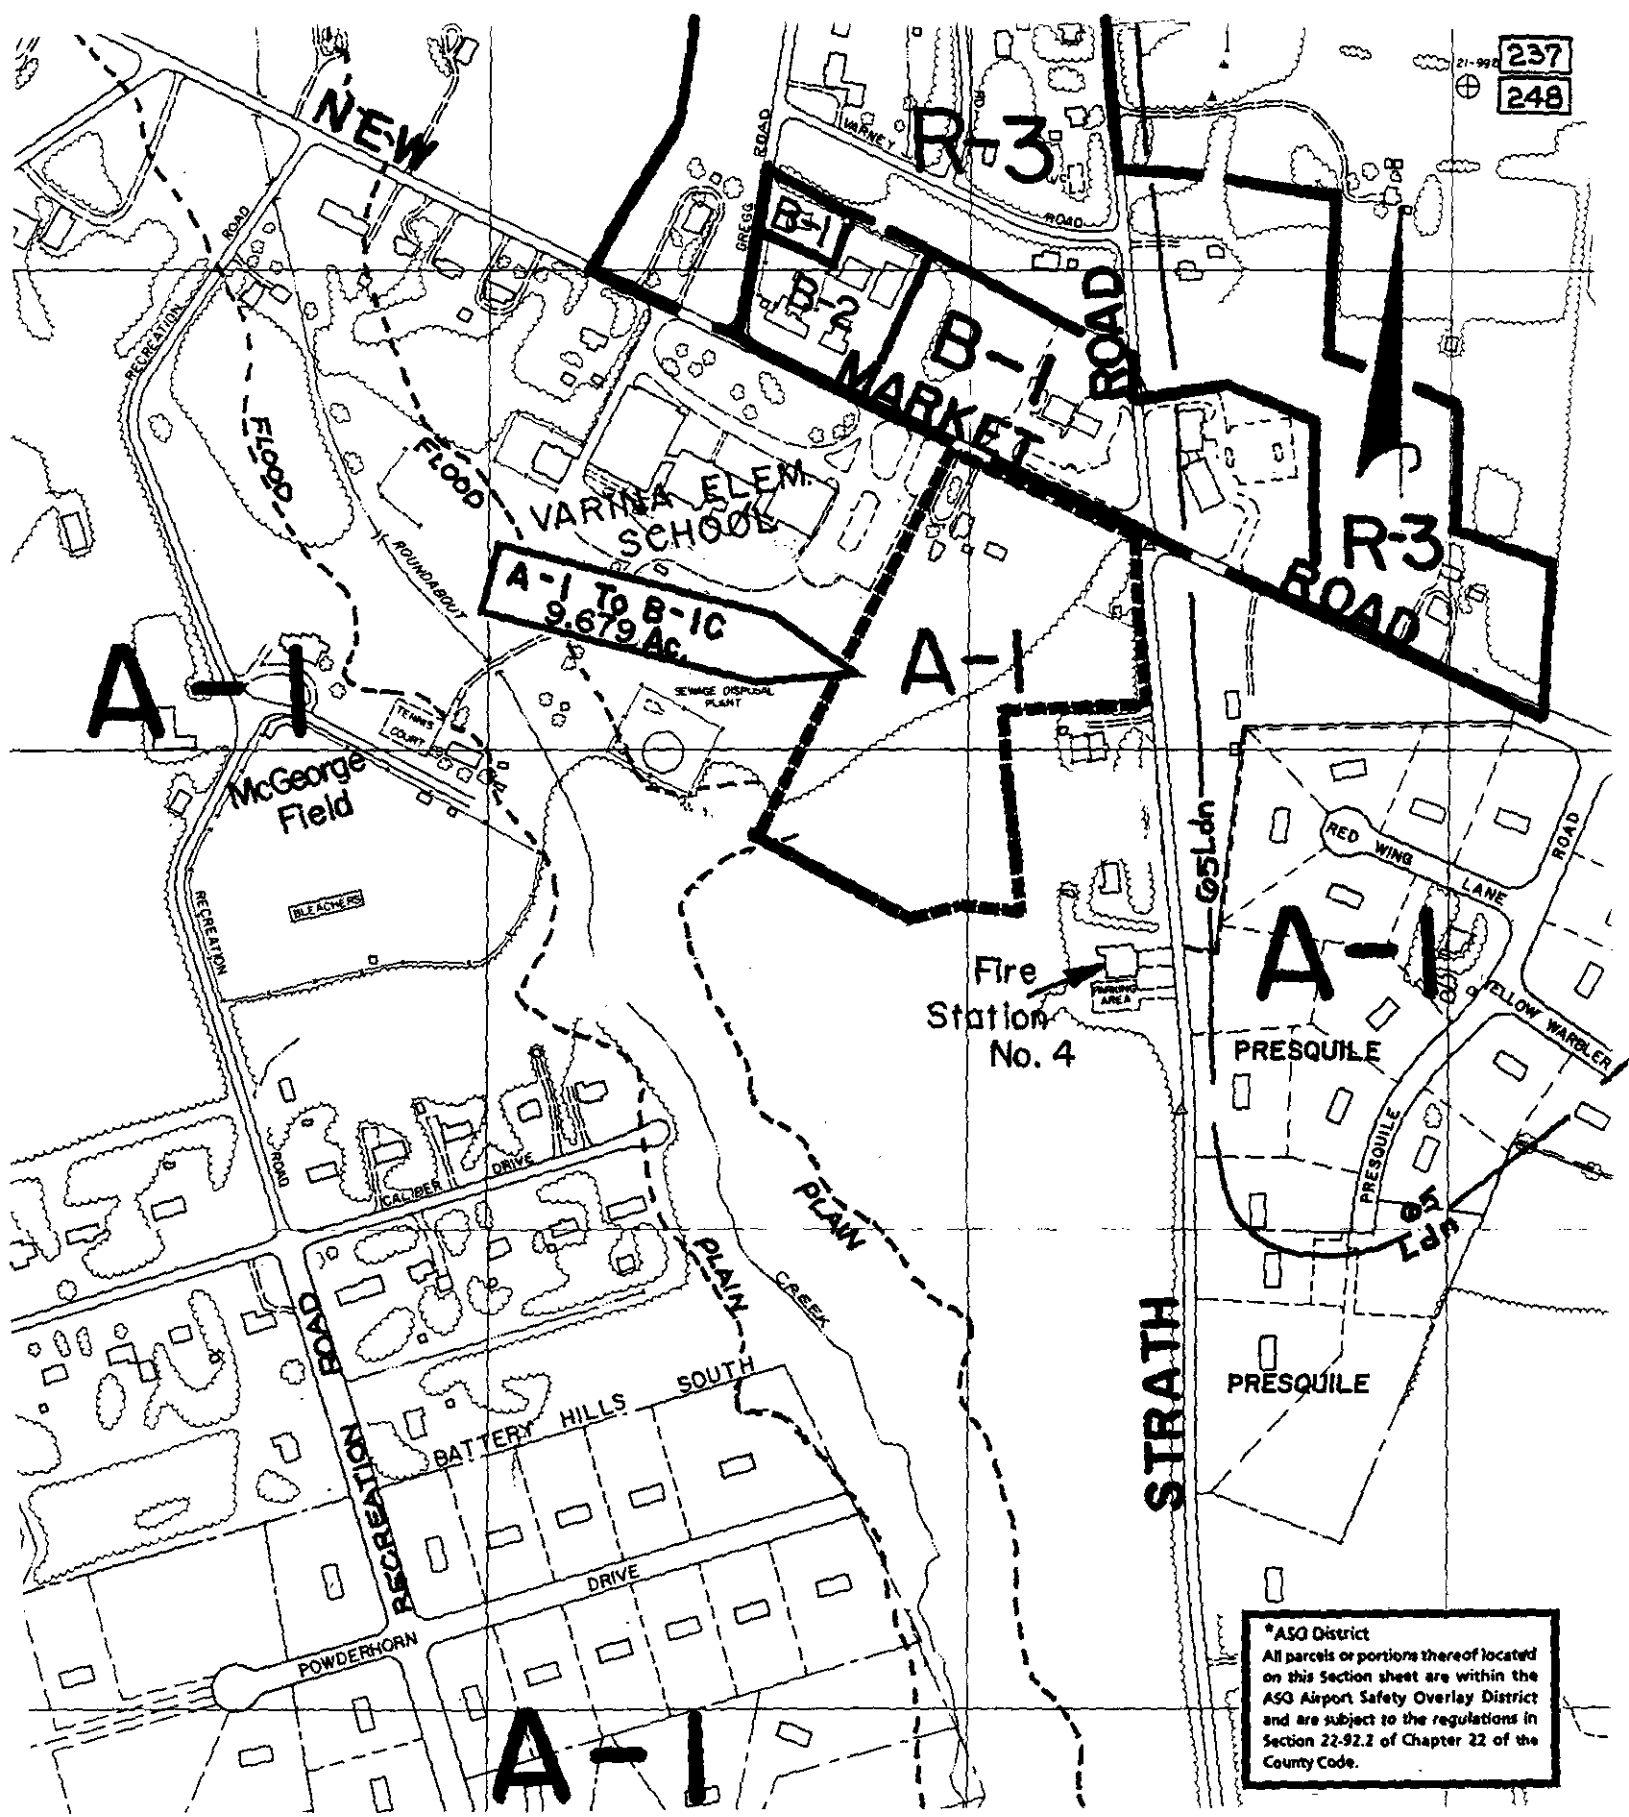 237
21-99
248
NEW
ROAD
VARNEY
RD
R-3
ROAD
GREGG
B-1
ROAD
RECREATION
B-2
B-1
ROAD
MARKET
FLOOD
FLOOD
VARINA ELEM.
SCHOOL
R-3
ROAD
ROUNDABOUT
A-1 To B-1C
9.679 Ac.
A-1
A-1
SEWAGE DISPOSAL
PLANT
TENNIS
COURT
McGeorge
Field
65Ldn
RED WING LANE
ROAD
BLEACHERS
RECREATION
A-1
Fire
Station
No. 4
PARKING
AREA
YELLOW WARBLER
PRESQUILE
PRESQUILE
ROAD
CALIBER DRIVE
PLAIN
65
Ldn
PLAIN
CREEK
ROAD
STRATH
PRESQUILE
BATTERY HILLS SOUTH
RECREATION
DRIVE
POWDERHORN
A-1
*ASO District
All parcels or portions thereof located
on this Section sheet are within the
ASO Airport Safety Overlay District
and are subject to the regulations in
Section 22-92.2 of Chapter 22 of the
County Code.